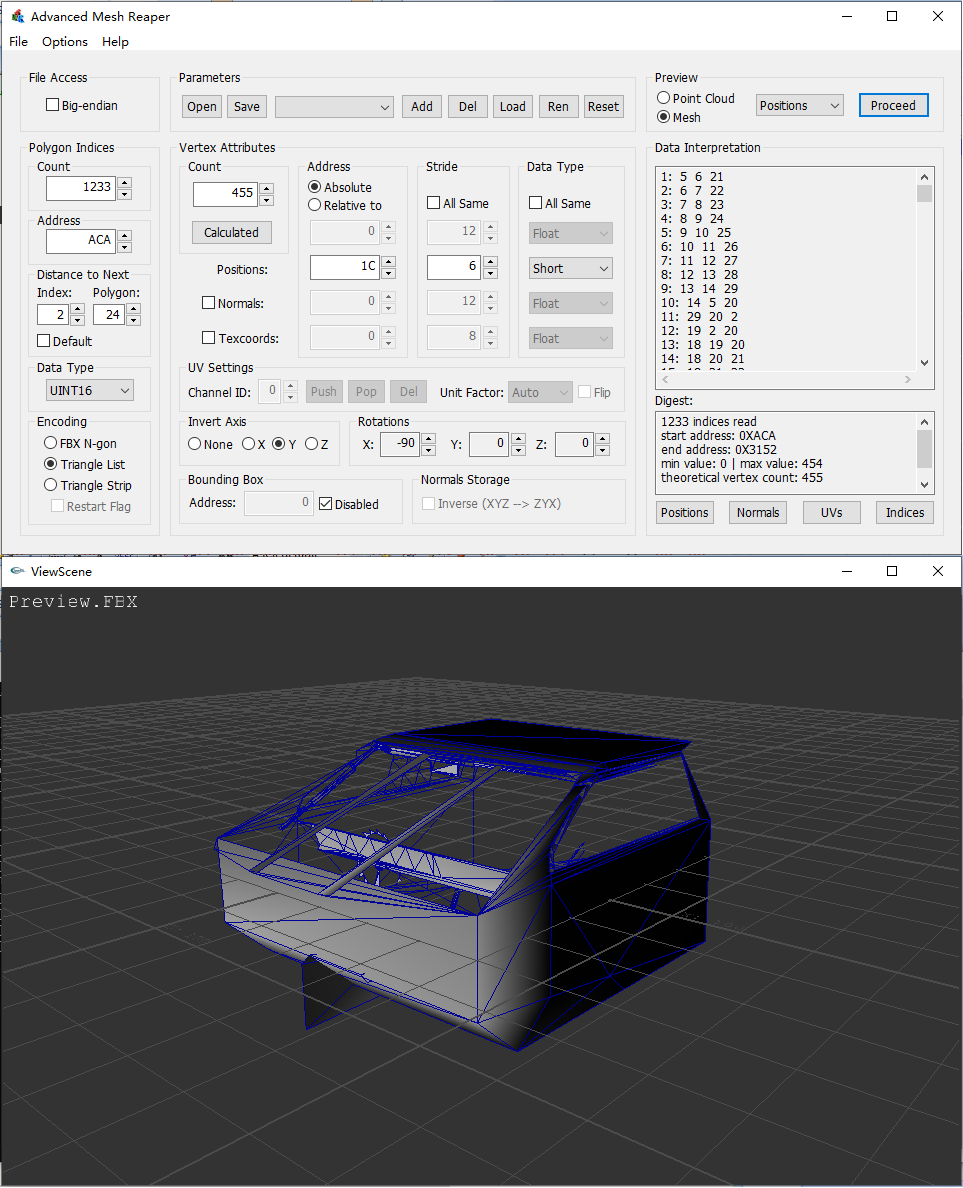 Advanced Mesh Reaper
File Options Help
File Access
Big-endian
Parameters
Open Save Add Del Load Ren Reset
Preview
Point Cloud
Mesh
Positions
Proceed
Polygon Indices
Count
1233
Address
ACA
Distance to Next
Index: Polygon:
2 24
Default
Data Type
UINT16
Encoding
FBX N-gon
Triangle List
Triangle Strip
Restart Flag
Vertex Attributes
Count
455
Calculated
Positions:
Normals:
Texcoords:
Address
Absolute
Relative to
0
1C
0
0
Stride
All Same
12
6
12
8
Data Type
All Same
Float
Short
Float
Float
UV Settings
Channel ID: 0 Push Pop Del Unit Factor: Auto Flip
Invert Axis
None X Y Z
Rotations
X: -90 Y: 0 Z: 0
Bounding Box
Address: 0 Disabled
Normals Storage
Inverse (XYZ --> ZYX)
Data Interpretation
1: 5 6 21
2: 6 7 22
3: 7 8 23
4: 8 9 24
5: 9 10 25
6: 10 11 26
7: 11 12 27
8: 12 13 28
9: 13 14 29
10: 14 5 20
11: 29 20 2
12: 19 2 20
13: 18 19 20
14: 18 20 21
Digest:
1233 indices read
start address: 0XACA
end address: 0X3152
min value: 0 | max value: 454
theoretical vertex count: 455
Positions Normals UVs Indices
ViewScene
Preview.FBX